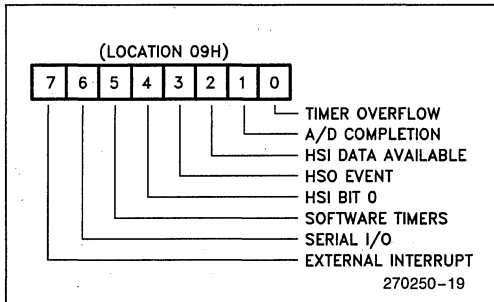 (LOCATION 09H)
7 6 5 4 3 2 1 0
TIMER OVERFLOW
A/D COMPLETION
HSI DATA AVAILABLE
HSO EVENT
HSI BIT 0
SOFTWARE TIMERS
SERIAL I/O
EXTERNAL INTERRUPT
270250-19